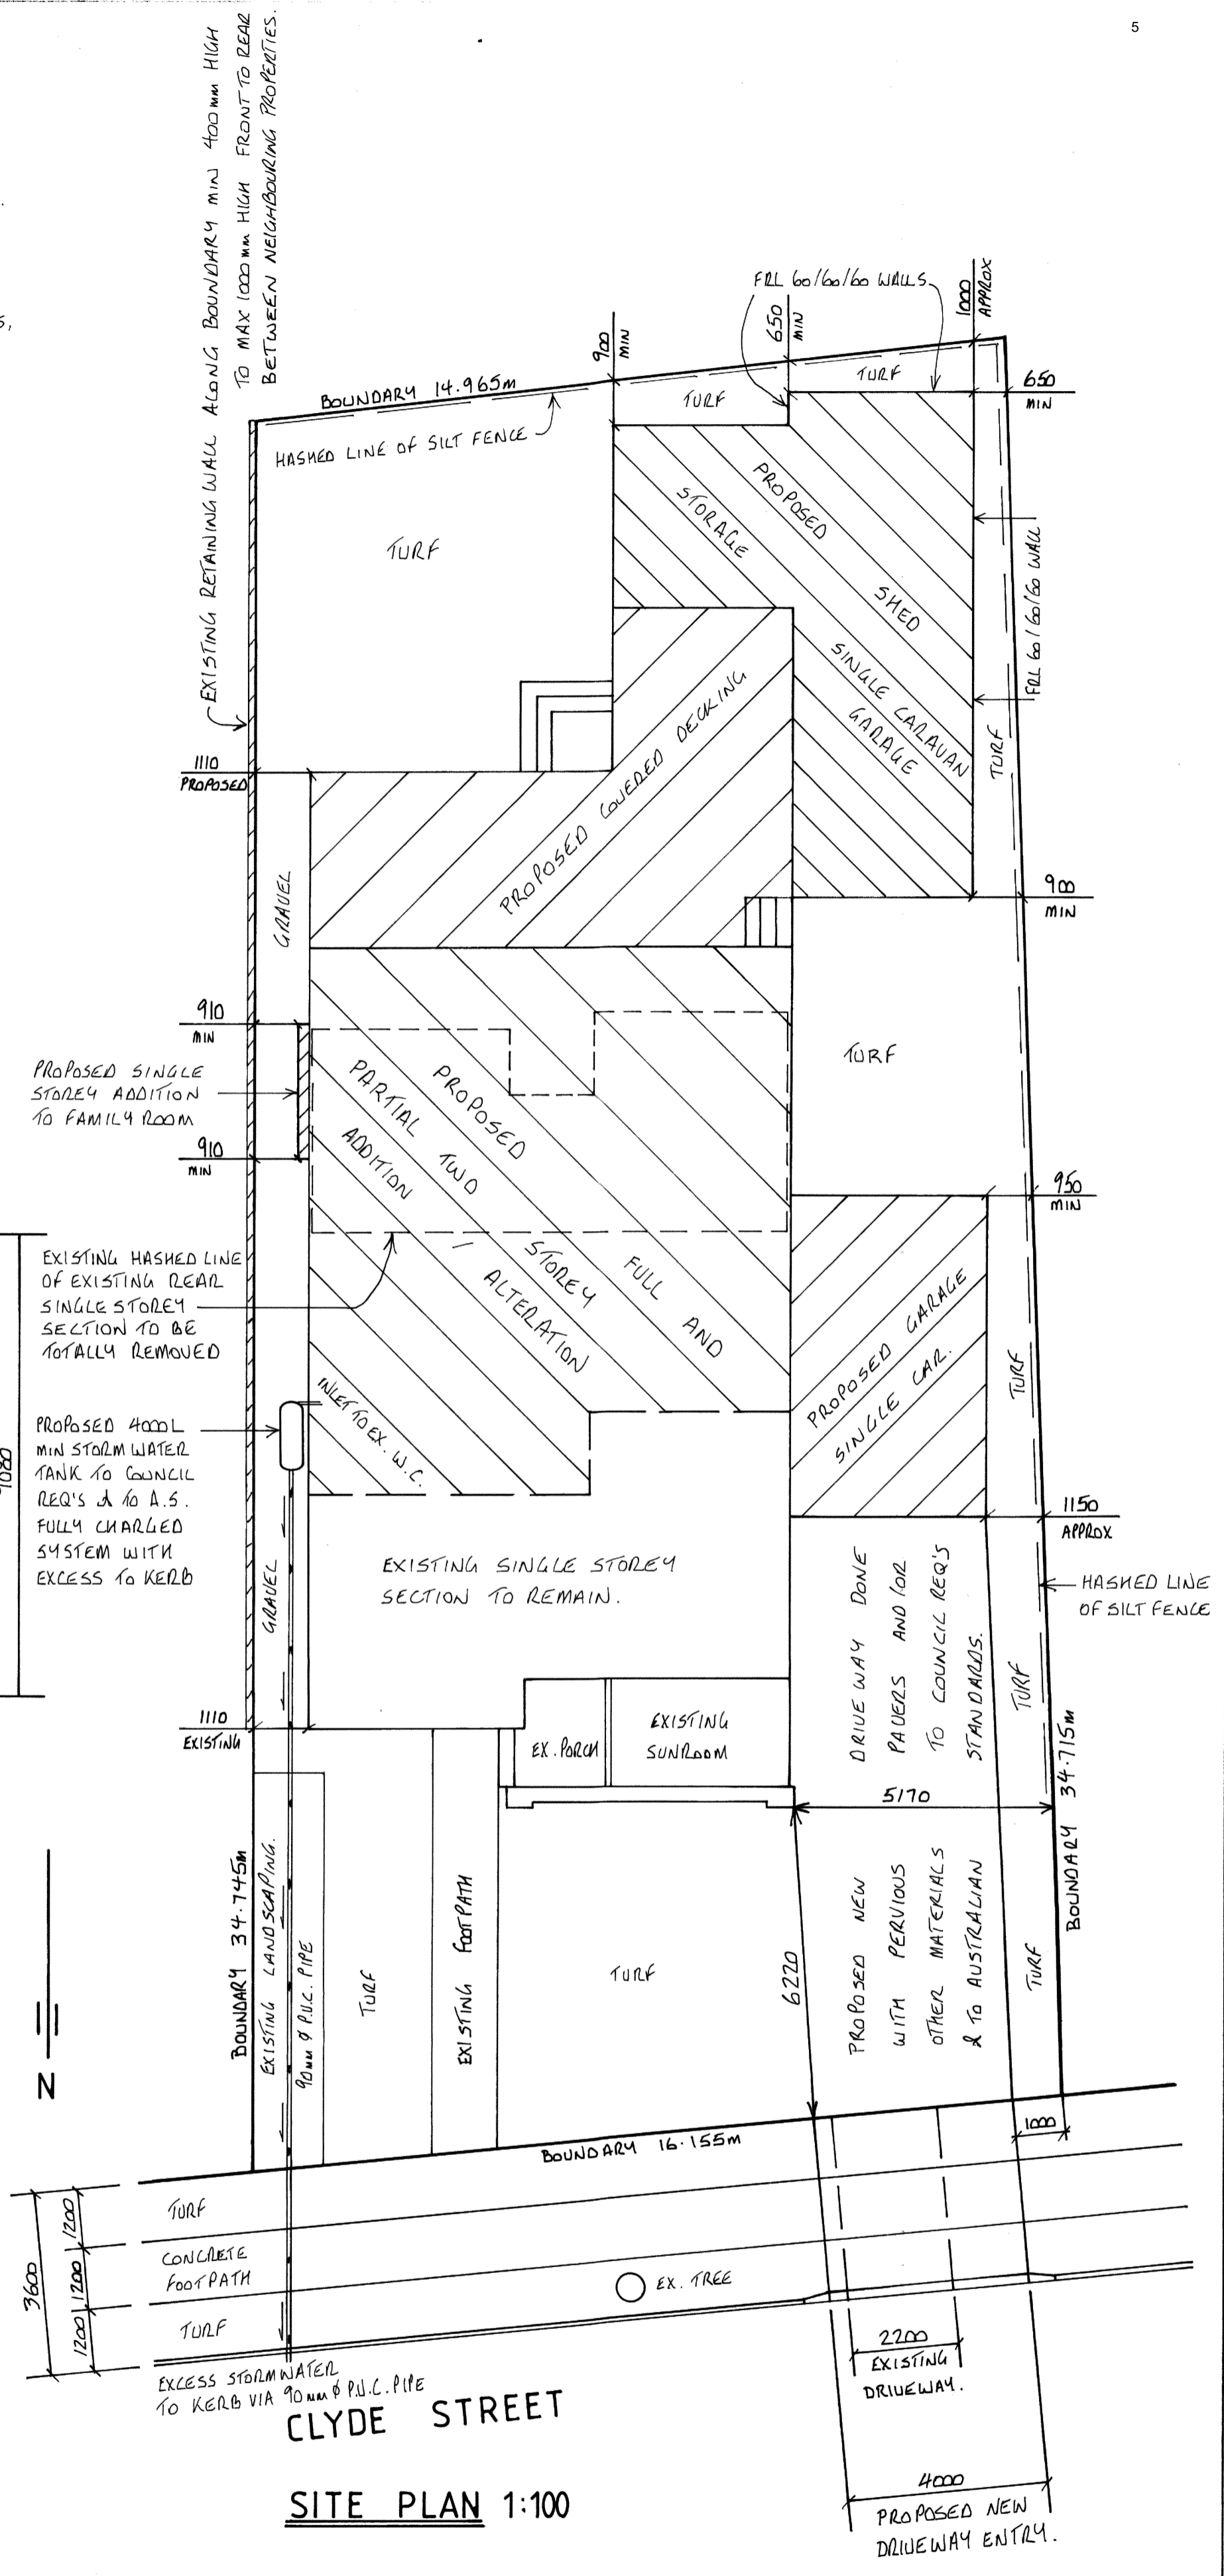 5
EXISTING RETAINING WALL ALONG BOUNDARY MIN 400mm HIGH
TO MAX 1000mm HIGH FRONT TO REAR
BETWEEN NEIGHBOURING PROPERTIES.
S,
FRL 60/60/60 WALLS
1000
APPROX
650
MIN
900
MIN
BOUNDARY 14.965m
TURF
TURF
650
MIN
HASHED LINE OF SILT FENCE
TURF
PROPOSED
SHED
STORAGE
SINGLE CARAVAN
GARAGE
FRL 60/60/60 WALL
TURF
1110
PROPOSED
PROPOSED COVERED DECKING
GRAVEL
900
MIN
910
MIN
TURF
PROPOSED SINGLE
STOREY ADDITION
TO FAMILY ROOM
910
MIN
PROPOSED FULL AND
PARTIAL TWO STOREY
ADDITION / ALTERATION
950
MIN
EXISTING HASHED LINE
OF EXISTING REAR
SINGLE STOREY
SECTION TO BE
TOTALLY REMOVED
PROPOSED GARAGE
SINGLE CAR.
TURF
INLET TO EX. W.C.
PROPOSED 4000L
MIN STORM WATER
TANK TO COUNCIL
REQ'S & TO A.S.
FULLY CHARGED
SYSTEM WITH
EXCESS TO KERB
1150
APPROX
GRAVEL
EXISTING SINGLE STOREY
SECTION TO REMAIN.
HASHED LINE
OF SILT FENCE
TURF
1110
EXISTING
EX. PORCH
EXISTING
SUNROOM
PROPOSED NEW DRIVE WAY DONE
WITH PERVIOUS PAVERS AND/OR
OTHER MATERIALS TO COUNCIL REQ'S
& TO AUSTRALIAN STANDARDS.
5170
BOUNDARY 34.715m
BOUNDARY 34.745m
EXISTING LANDSCAPING.
90mm ϕ P.V.C. PIPE
TURF
EXISTING FOOTPATH
TURF
6220
TURF
N
1000
BOUNDARY 16.155m
TURF
CONCRETE
FOOTPATH
TURF
3600
1200
1200
1200
EX. TREE
2200
EXISTING
DRIVEWAY.
EXCESS STORMWATER
TO KERB VIA 90mm ϕ P.V.C. PIPE
CLYDE STREET
4000
PROPOSED NEW
DRIVEWAY ENTRY.
SITE PLAN 1:100